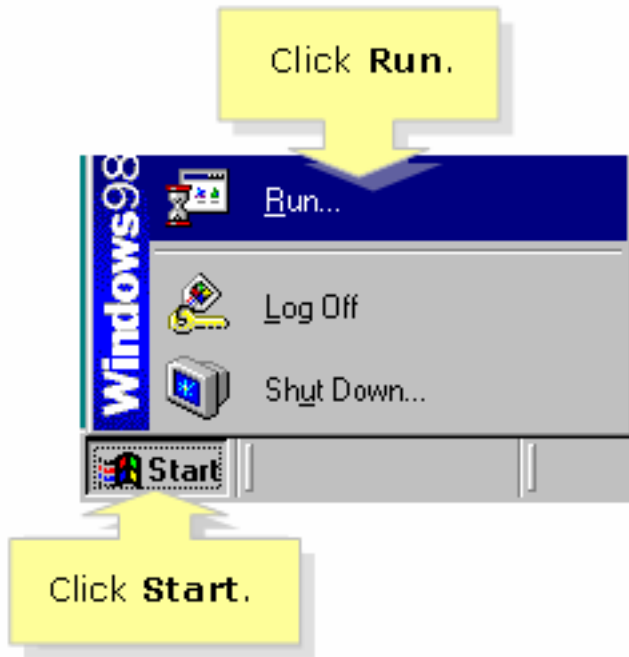 Click Run.
Windows98
Run...
Log Off
Shut Down...
Start
Click Start.